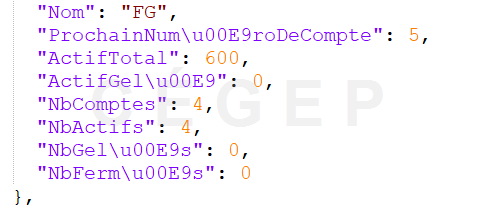 "Nom": "FG",
"ProchainNum\u00E9roDeCompte": 5,
"ActifTotal": 600,
"ActifGel\u00E9": 0,
"NbComptes": 4,
"NbActifs": 4,
"NbGel\u00E9s": 0,
"NbFerm\u00E9s": 0
},
CÉGEP